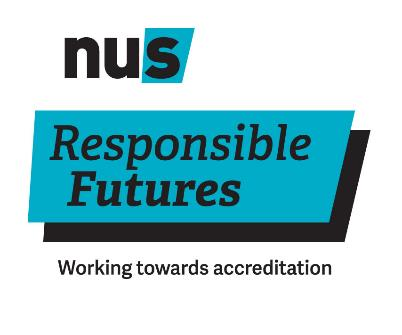 nus
Responsible
Futures
Working towards accreditation